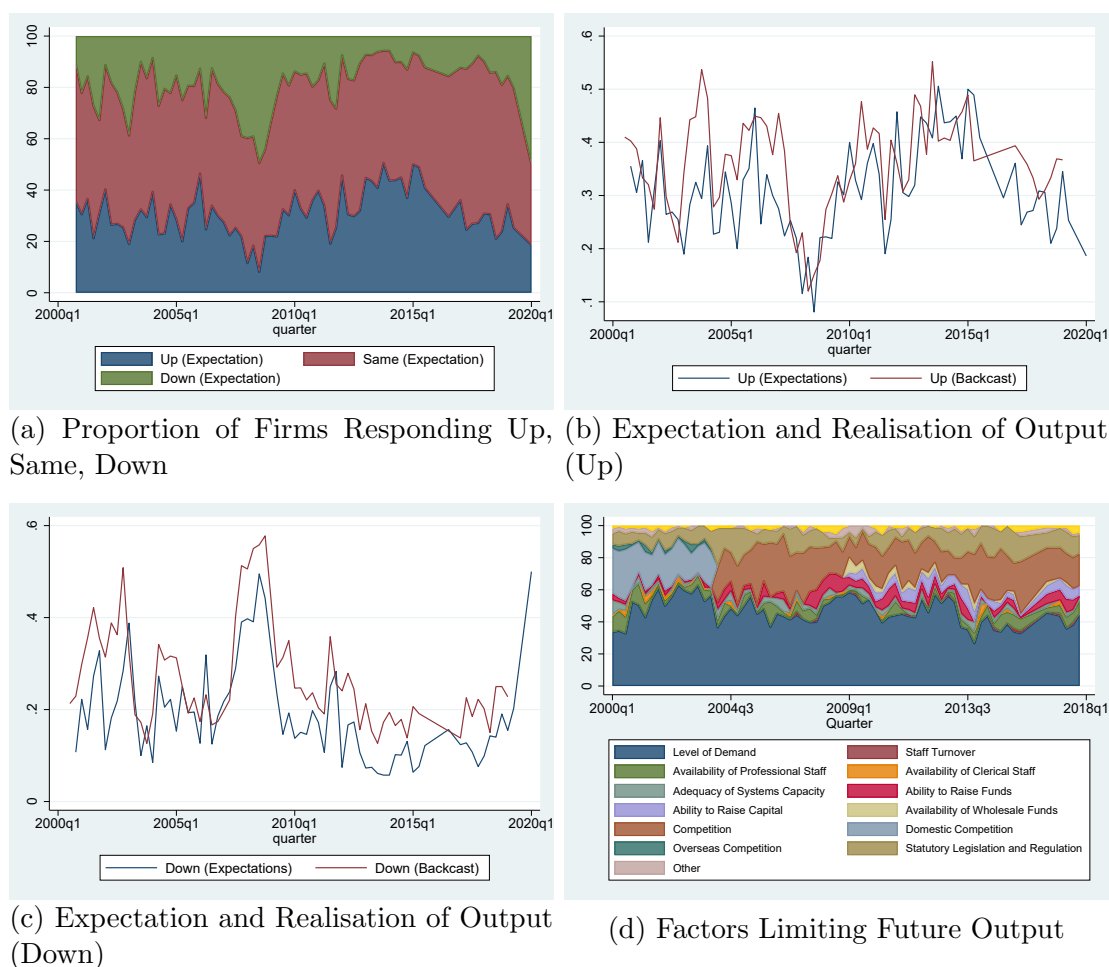 100
80
60
40
20
0
2000q1 2005q1 2010q1 2015q1 2020q1
quarter
Up (Expectation) Same (Expectation)
Down (Expectation)
(a) Proportion of Firms Responding Up,
Same, Down
.6
.5
.4
.3
.2
.1
2000q1 2005q1 2010q1 2015q1 2020q1
quarter
Up (Expectations) Up (Backcast)
(b) Expectation and Realisation of Output
(Up)
.6
.4
.2
0
2000q1 2005q1 2010q1 2015q1 2020q1
quarter
Down (Expectations) Down (Backcast)
(c) Expectation and Realisation of Output
(Down)
100
80
60
40
20
0
2000q1 2004q3 2009q1 2013q3 2018q1
Quarter
Level of Demand Staff Turnover
Availability of Professional Staff Availability of Clerical Staff
Adequacy of Systems Capacity Ability to Raise Funds
Ability to Raise Capital Availability of Wholesale Funds
Competition Domestic Competition
Overseas Competition Statutory Legislation and Regulation
Other
(d) Factors Limiting Future Output